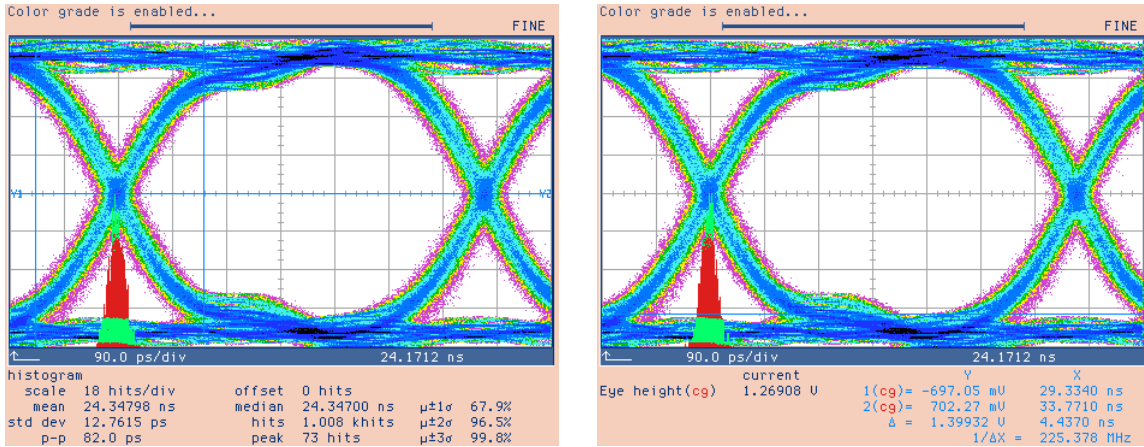 Color grade is enabled...
FINE
Y1
Y2
90.0 ps/div 24.1712 ns
histogram
scale 18 hits/div offset 0 hits
mean 24.34798 ns median 24.34700 ns μ±1σ 67.9%
std dev 12.7615 ps hits 1.008 khits μ±2σ 96.5%
p-p 82.0 ps peak 73 hits μ±3σ 99.8%
Color grade is enabled...
FINE
90.0 ps/div 24.1712 ns
current Y X
Eye height(cg) 1.26908 V 1(cg)= -697.05 mV 29.3340 ns
2(cg)= 702.27 mV 33.7710 ns
Δ = 1.39932 V 4.4370 ns
1/ΔX = 225.378 MHz